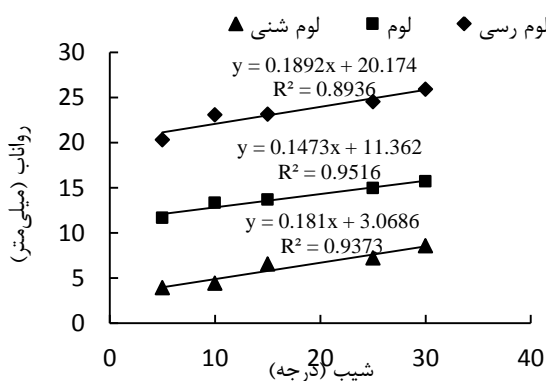 لوم رسی لوم لوم شنی
30
25
20
15
10
5
0
y = 0.1892x + 20.174
R² = 0.8936
y = 0.1473x + 11.362
R² = 0.9516
y = 0.181x + 3.0686
R² = 0.9373
رواناب (میلی‌متر)
0 10 20 30 40
شیب (درجه)